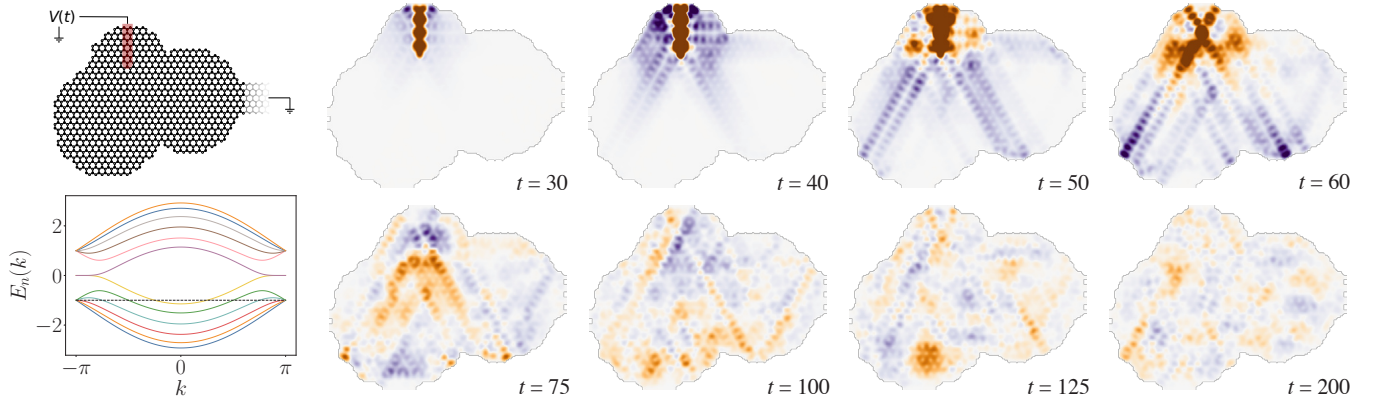 V(t)
t = 30
t = 40
t = 50
t = 60
E_n(k)
2
0
−2
−π
0
π
k
t = 75
t = 100
t = 125
t = 200